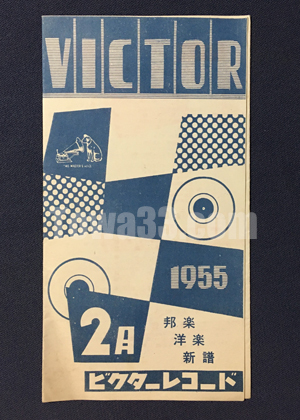 VICTOR
"HIS MASTER'S VOICE"
1955
2月
邦楽
洋楽
新譜
ビクターレコード